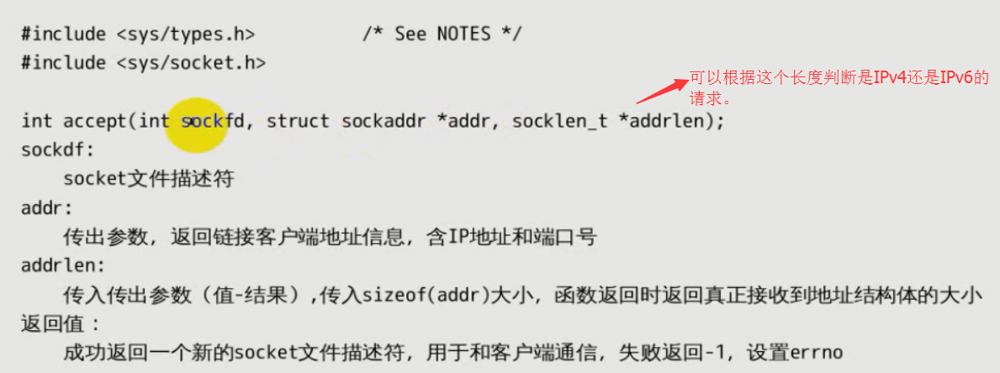 #include <sys/types.h>          /* See NOTES */
#include <sys/socket.h>
可以根据这个长度判断是IPv4还是IPv6的
请求。
int accept(int sockfd, struct sockaddr *addr, socklen_t *addrlen);
sockdf:
socket文件描述符
addr:
传出参数，返回链接客户端地址信息，含IP地址和端口号
addrlen:
传入传出参数（值-结果）,传入sizeof(addr)大小，函数返回时返回真正接收到地址结构体的大小
返回值：
成功返回一个新的socket文件描述符，用于和客户端通信，失败返回-1，设置errno